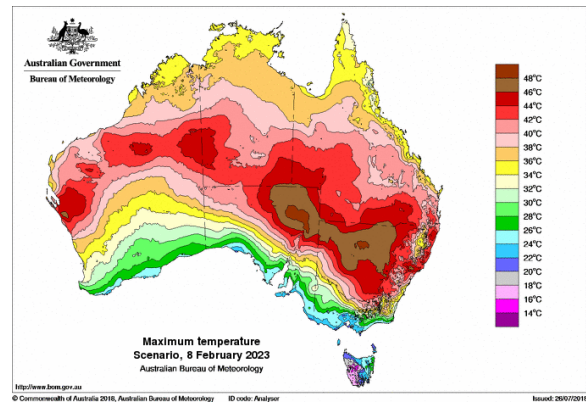 Australian Government
Bureau of Meteorology
48°C
46°C
44°C
42°C
40°C
38°C
36°C
34°C
32°C
30°C
28°C
26°C
24°C
22°C
20°C
18°C
16°C
14°C
Maximum temperature
Scenario, 8 February 2023
Australian Bureau of Meteorology
http://www.bom.gov.au
© Commonwealth of Australia 2018, Australian Bureau of Meteorology ID code: Analyser Issued: 26/07/201